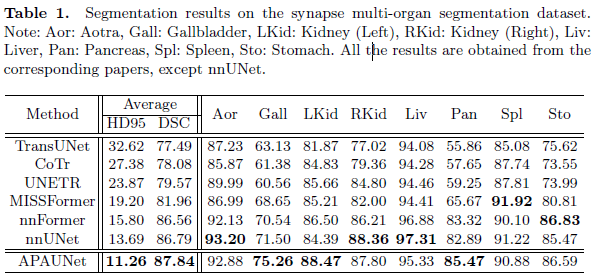 Table 1. Segmentation results on the synapse multi-organ segmentation dataset.
Note: Aor: Aotra, Gall: Gallbladder, LKid: Kidney (Left), RKid: Kidney (Right), Liv:
Liver, Pan: Pancreas, Spl: Spleen, Sto: Stomach. All the results are obtained from the
corresponding papers, except nnUNet.
Method Average Aor Gall LKid RKid Liv Pan Spl Sto
HD95 DSC
TransUNet 32.62 77.49 87.23 63.13 81.87 77.02 94.08 55.86 85.08 75.62
CoTr 27.38 78.08 85.87 61.38 84.83 79.36 94.28 57.65 87.74 73.55
UNETR 23.87 79.57 89.99 60.56 85.66 84.80 94.46 59.25 87.81 73.99
MISSFormer 19.20 81.96 86.99 68.65 85.21 82.00 94.41 65.67 91.92 80.81
nnFormer 15.80 86.56 92.13 70.54 86.50 86.21 96.88 83.32 90.10 86.83
nnUNet 13.69 86.79 93.20 71.50 84.39 88.36 97.31 82.89 91.22 85.47
APAUNet 11.26 87.84 92.88 75.26 88.47 87.80 95.33 85.47 90.88 86.59